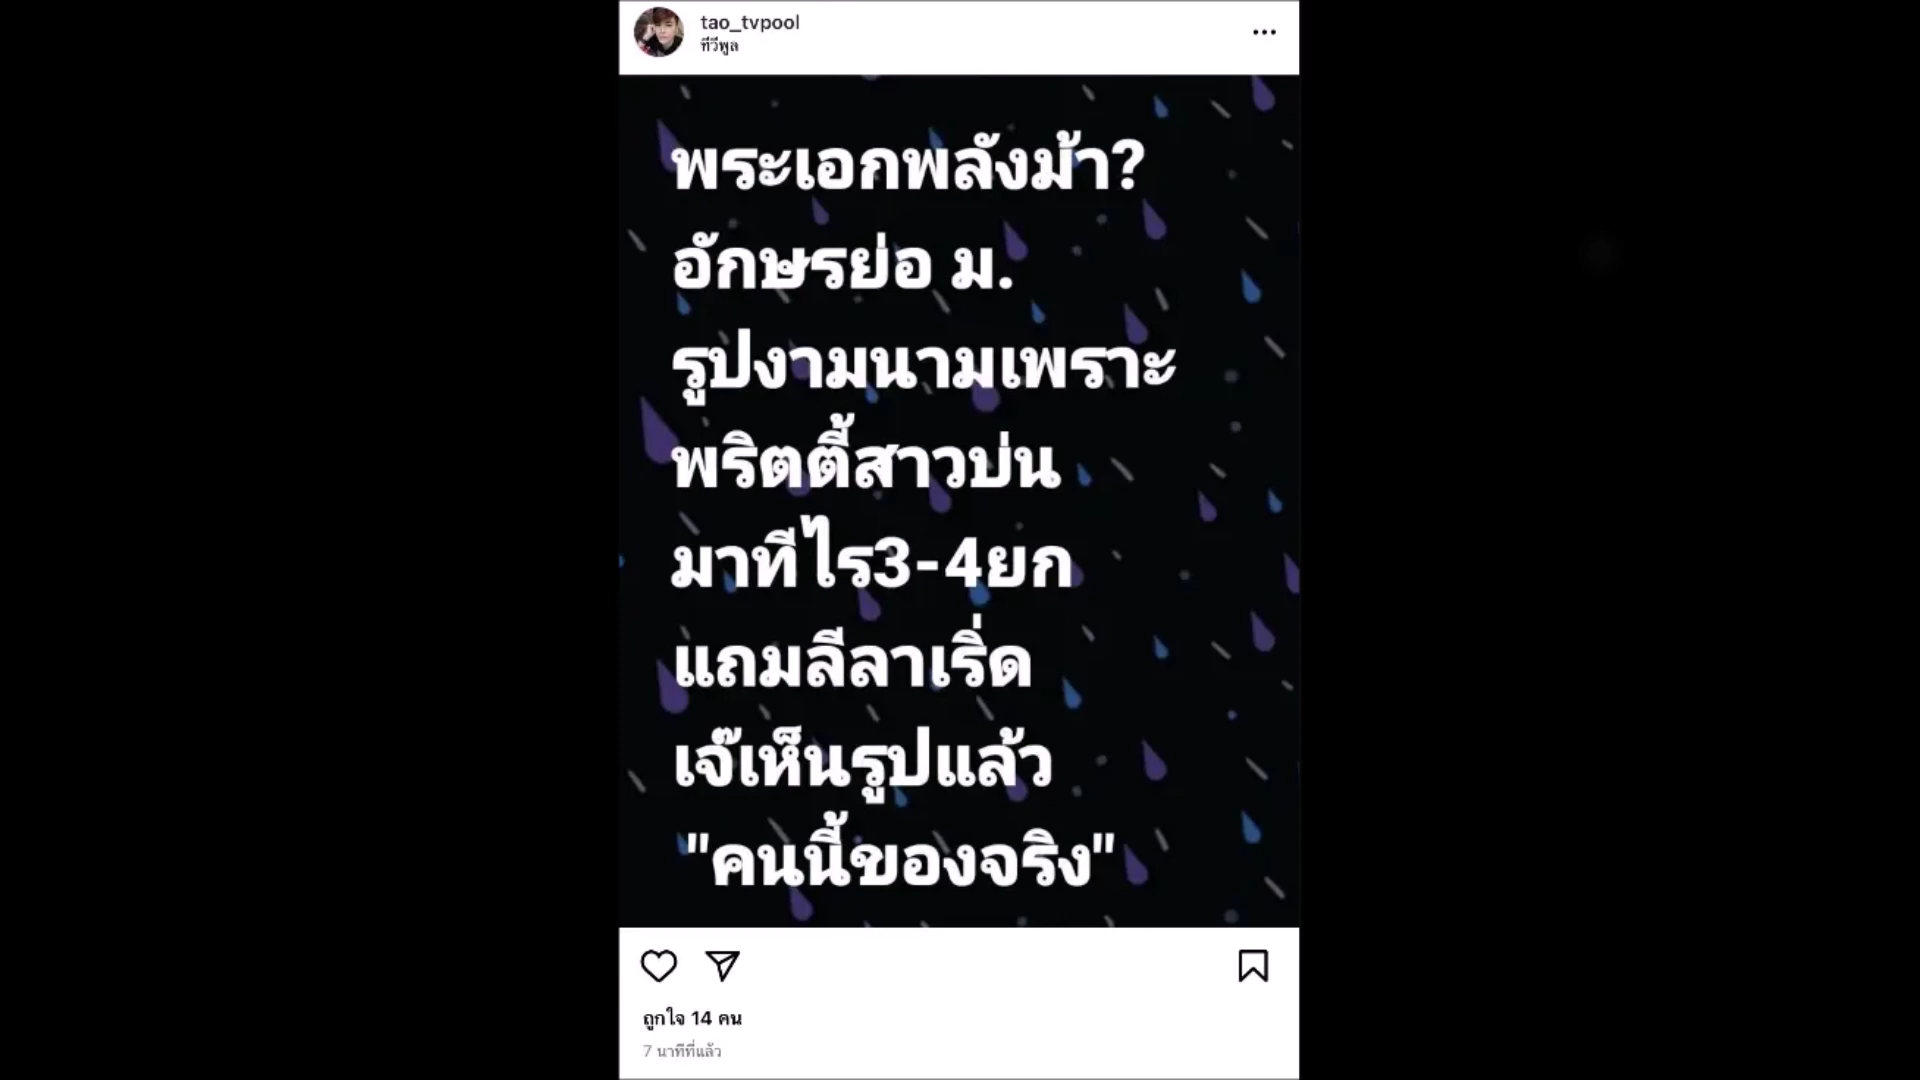 tao_tvpool
ทีวีพูล
พระเอกพลังม้า?
อักษรย่อ ม.
รูปงามนามเพราะ
พริตตี้สาวบ่น
มาทีไร3-4ยก
แถมลีลาเริ่ด
เจ๊เห็นรูปแล้ว
"คนนี้ของจริง"
ถูกใจ 14 คน
7 นาทีที่แล้ว